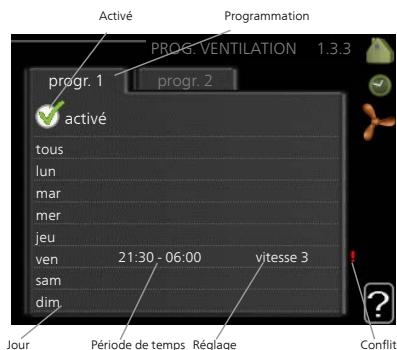 Activé Programmation
PROG. VENTILATION 1.3.3
progr. 1 progr. 2
activé
tous
lun
mar
mer
jeu
ven 21:30 - 06:00 vitesse 3 !
sam
dim
?
Jour Période de temps Réglage Conflit